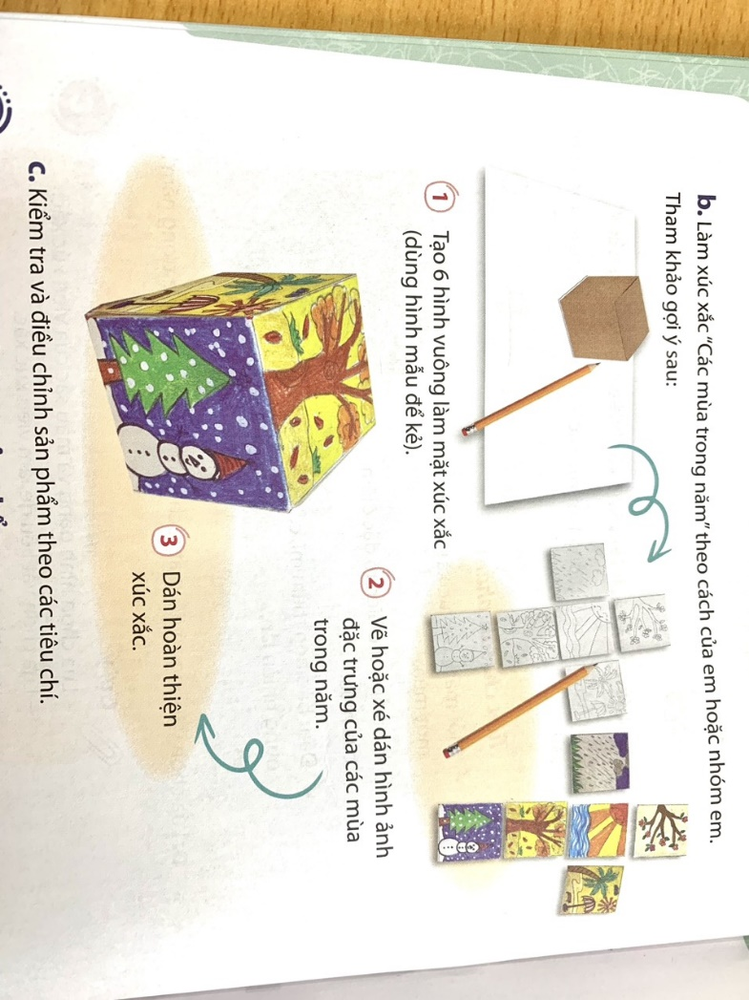 b. Làm xúc xắc "Các mùa trong năm" theo cách của em hoặc nhóm em.
Tham khảo gợi ý sau:
1 Tạo 6 hình vuông làm mặt xúc xắc
(dùng hình mẫu để kẻ).
2 Vẽ hoặc xé dán hình ảnh
đặc trưng của các mùa
trong năm.
3 Dán hoàn thiện
xúc xắc.
c. Kiểm tra và điều chỉnh sản phẩm theo các tiêu chí.